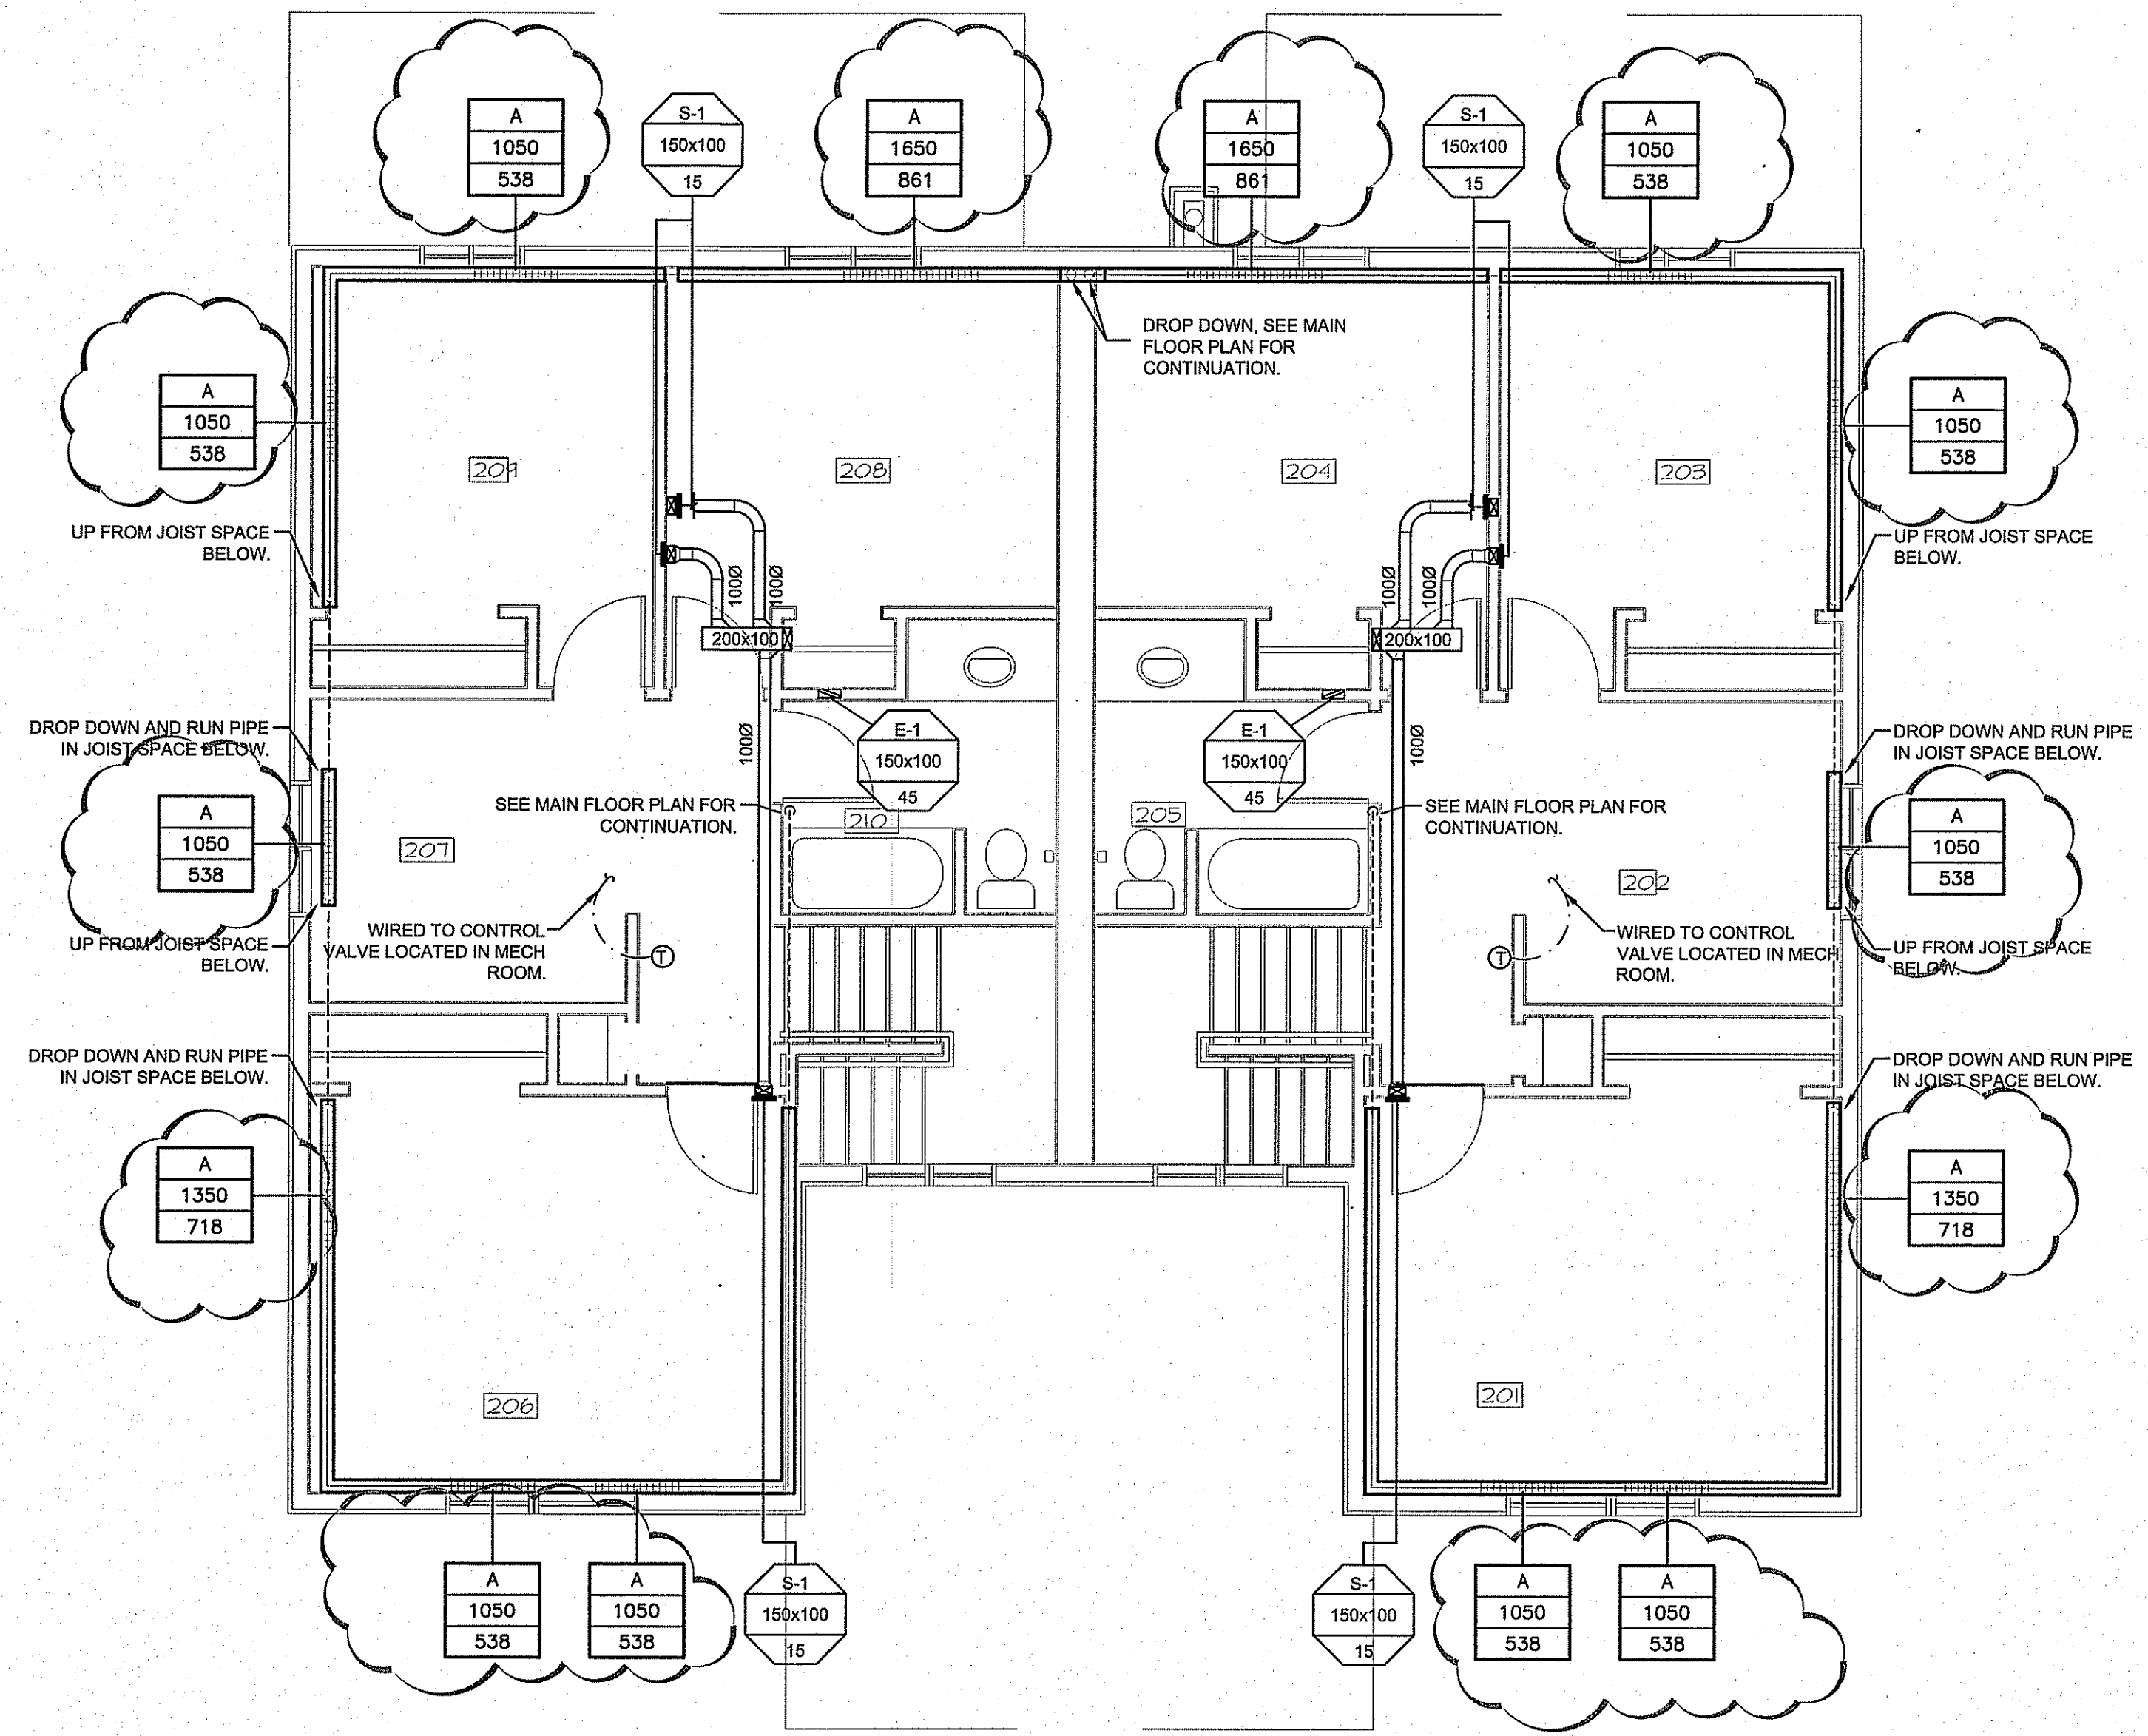 A
1050
538
S-1
150x100
15
A
1650
861
A
1650
861
S-1
150x100
15
A
1050
538
DROP DOWN, SEE MAIN
FLOOR PLAN FOR
CONTINUATION.
A
1050
538
A
1050
538
209
208
204
203
UP FROM JOIST SPACE
BELOW.
UP FROM JOIST SPACE
BELOW.
100Ø
100Ø
100Ø
100Ø
200x100
200x100
DROP DOWN AND RUN PIPE
IN JOIST SPACE BELOW.
100Ø
E-1
150x100
45
E-1
150x100
45
100Ø
DROP DOWN AND RUN PIPE
IN JOIST SPACE BELOW.
A
1050
538
SEE MAIN FLOOR PLAN FOR
CONTINUATION.
210
205
SEE MAIN FLOOR PLAN FOR
CONTINUATION.
A
1050
538
207
202
WIRED TO CONTROL
VALVE LOCATED IN MECH
ROOM.
T
T
WIRED TO CONTROL
VALVE LOCATED IN MECH
ROOM.
UP FROM JOIST SPACE
BELOW.
UP FROM JOIST SPACE
BELOW.
DROP DOWN AND RUN PIPE
IN JOIST SPACE BELOW.
DROP DOWN AND RUN PIPE
IN JOIST SPACE BELOW.
A
1350
718
A
1350
718
206
201
A
1050
538
A
1050
538
S-1
150x100
15
S-1
150x100
15
A
1050
538
A
1050
538